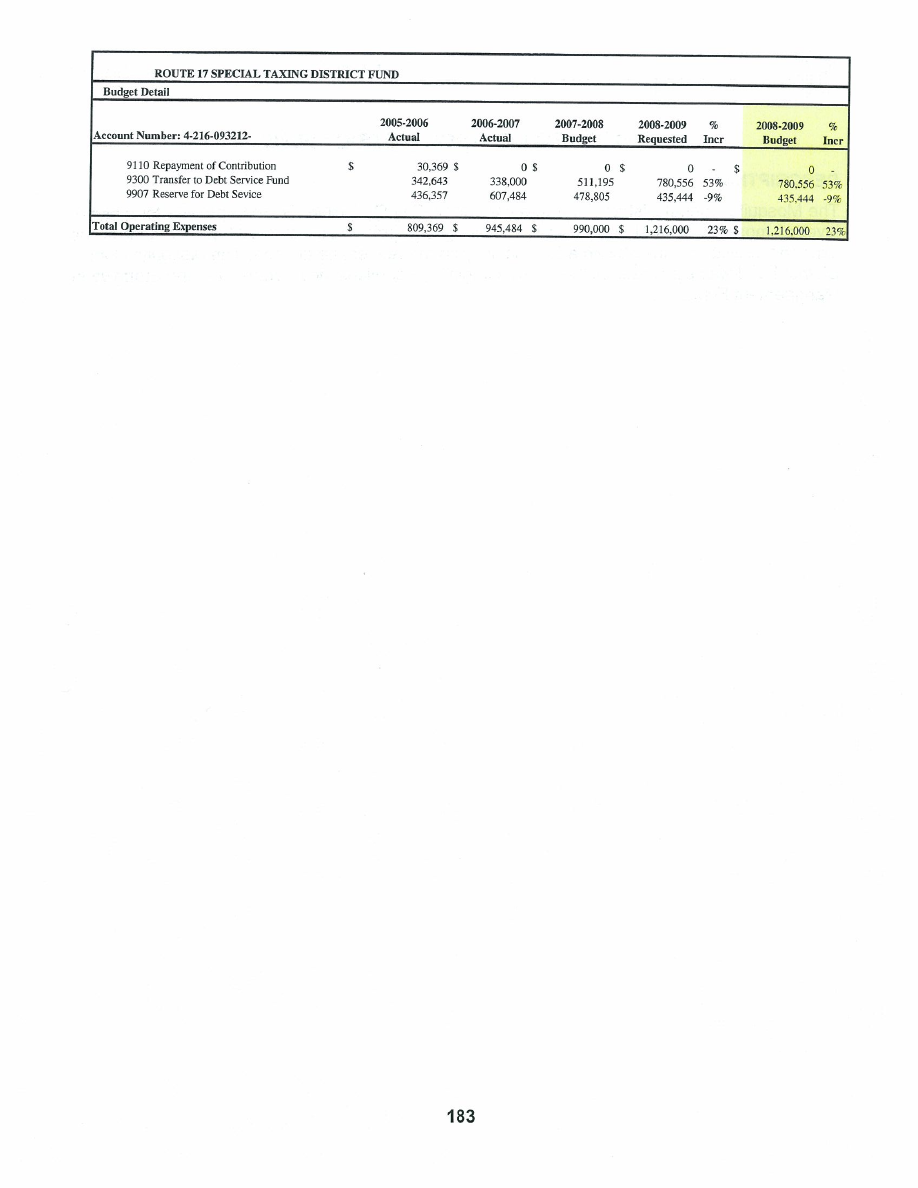 ROUTE 17 SPECIAL TAXING DISTRICT FUND
Budget Detail
2005-2006 2006-2007 2007-2008 2008-2009 % 2008-2009 %
Account Number: 4-216-093212- Actual Actual Budget Requested Incr Budget Incr
9110 Repayment of Contribution $ 30,369 $ 0 $ 0 $ 0 - $ 0 -
9300 Transfer to Debt Service Fund 342,643 338,000 511,195 780,556 53% 780,556 53%
9907 Reserve for Debt Sevice 436,357 607,484 478,805 435,444 -9% 435,444 -9%
Total Operating Expenses $ 809,369 $ 945,484 $ 990,000 $ 1,216,000 23% $ 1,216,000 23%
183